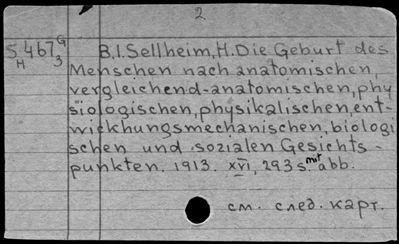 2
S 467 G
H 3
B.I. Sellheim, H. Die Geburt des
Menschen nach anatomischen,
vergleichend-anatomischen, phy
siologischen, physikalischen, ent-
wickhungsmechanischen, biologi
schen und sozialen Gesichts-
punkten. 1913. XVI, 293 s. mit abb.
см. след. карт.